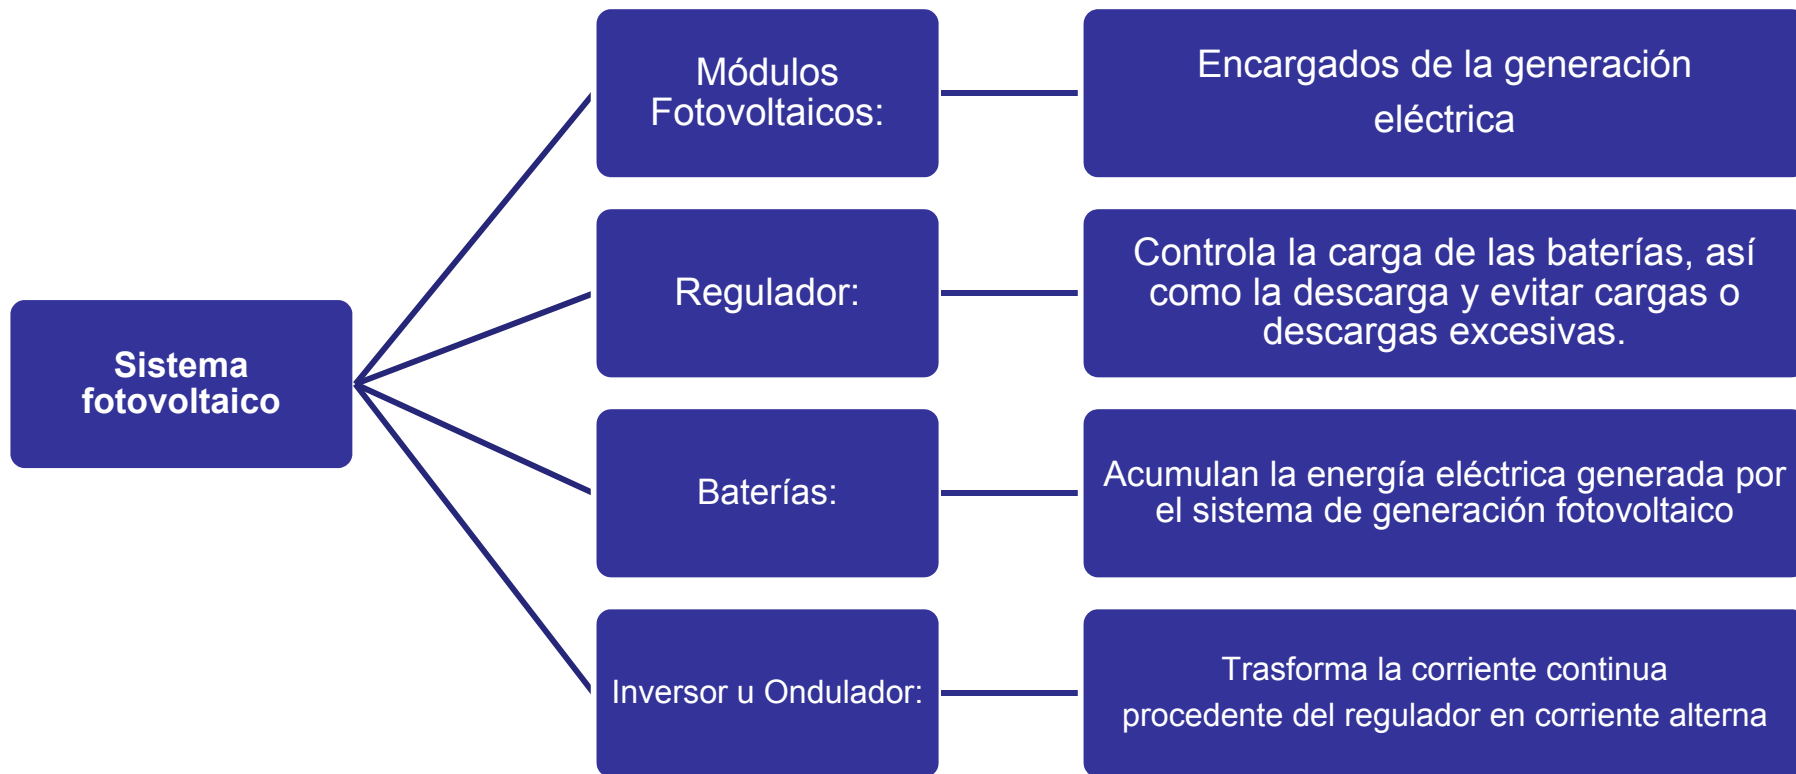 Sistema
fotovoltaico
Módulos
Fotovoltaicos:
Encargados de la generación
eléctrica
Regulador:
Controla la carga de las baterías, así
como la descarga y evitar cargas o
descargas excesivas.
Baterías:
Acumulan la energía eléctrica generada por
el sistema de generación fotovoltaico
Inversor u Ondulador:
Trasforma la corriente continua
procedente del regulador en corriente alterna